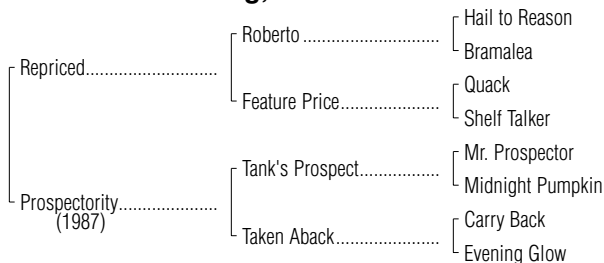 Hail to Reason
Roberto
Bramalea
Repriced
Quack
Feature Price
Shelf Talker
Mr. Prospector
Tank's Prospect
Midnight Pumpkin
Prospectority
(1987)
Carry Back
Taken Aback
Evening Glow